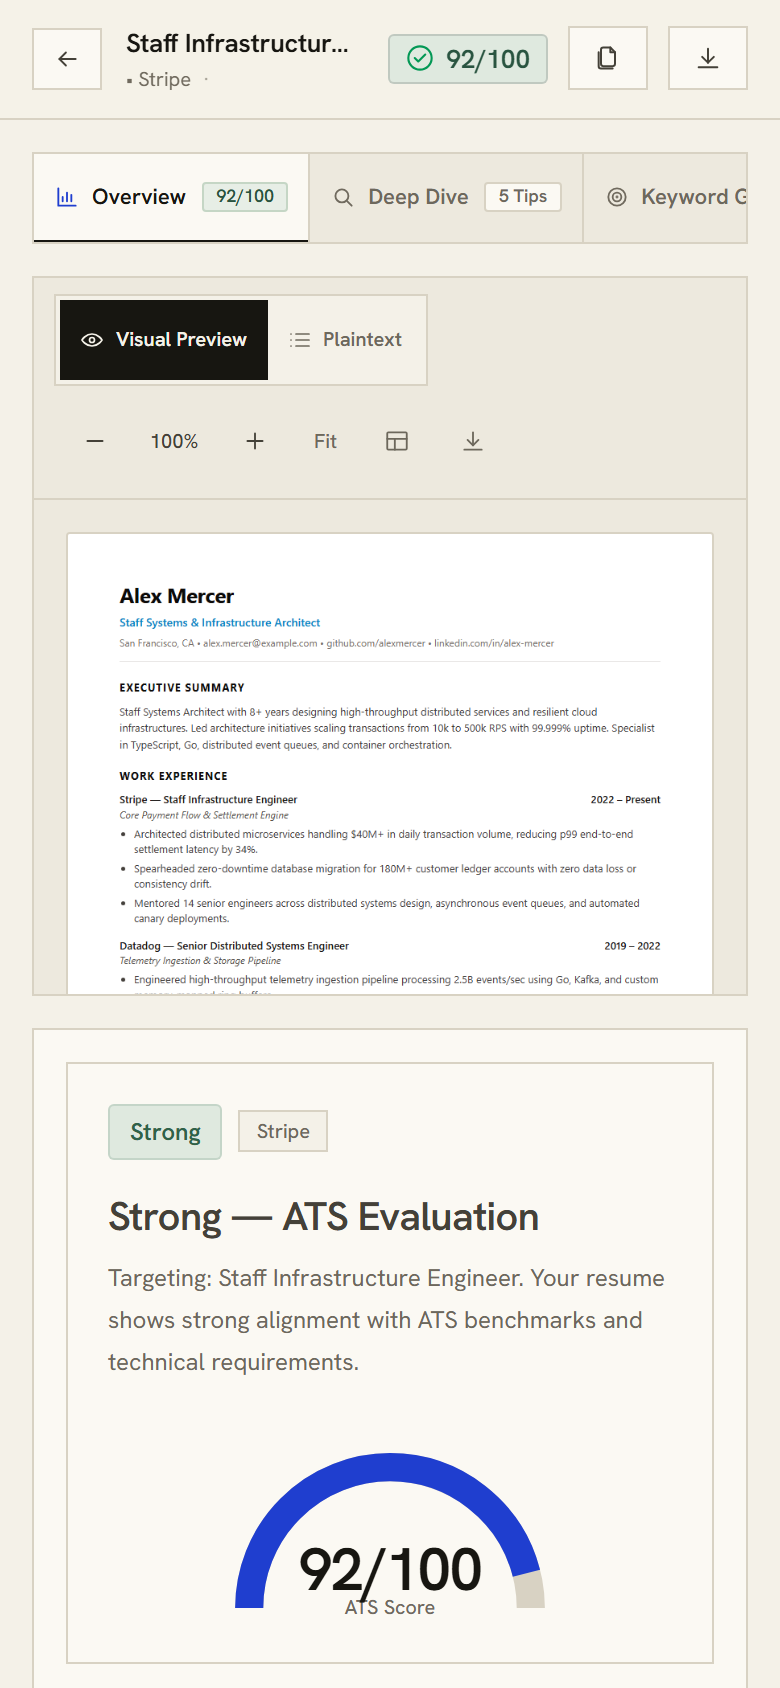 Staff Infrastructur...
▪ Stripe ·
92/100
Overview 92/100
Deep Dive 5 Tips
Keyword G
Visual Preview
Plaintext
100%
Fit
Alex Mercer
Staff Systems & Infrastructure Architect
San Francisco, CA • alex.mercer@example.com • github.com/alexmercer • linkedin.com/in/alex-mercer
EXECUTIVE SUMMARY
Staff Systems Architect with 8+ years designing high-throughput distributed services and resilient cloud
infrastructures. Led architecture initiatives scaling transactions from 10k to 500k RPS with 99.999% uptime. Specialist
in TypeScript, Go, distributed event queues, and container orchestration.
WORK EXPERIENCE
Stripe — Staff Infrastructure Engineer 2022 – Present
Core Payment Flow & Settlement Engine
• Architected distributed microservices handling $40M+ in daily transaction volume, reducing p99 end-to-end
settlement latency by 34%.
• Spearheaded zero-downtime database migration for 180M+ customer ledger accounts with zero data loss or
consistency drift.
• Mentored 14 senior engineers across distributed systems design, asynchronous event queues, and automated
canary deployments.
Datadog — Senior Distributed Systems Engineer 2019 – 2022
Telemetry Ingestion & Storage Pipeline
• Engineered high-throughput telemetry ingestion pipeline processing 2.5B events/sec using Go, Kafka, and custom
Strong
Stripe
Strong — ATS Evaluation
Targeting: Staff Infrastructure Engineer. Your resume
shows strong alignment with ATS benchmarks and
technical requirements.
92/100
ATS Score